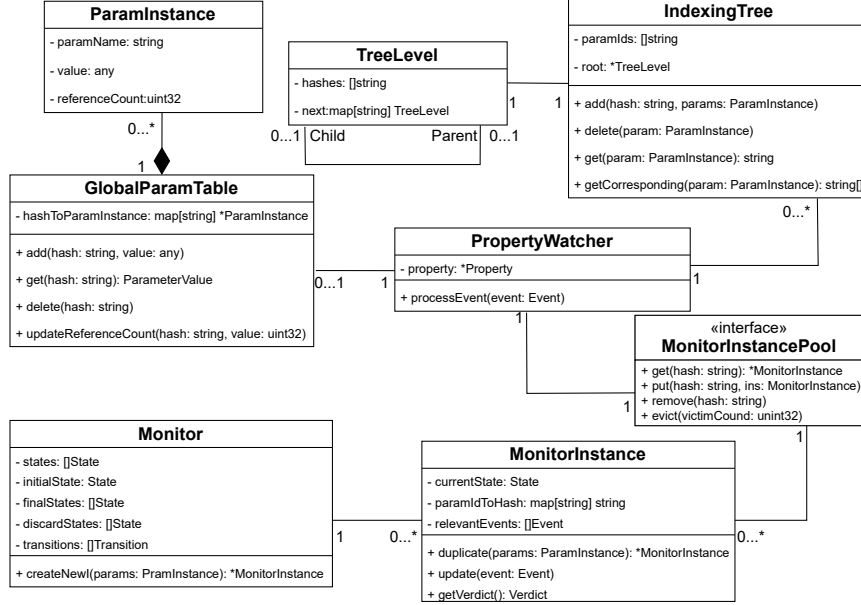 ParamInstance
- paramName: string
- value: any
- referenceCount:uint32
0...*
1
TreeLevel
- hashes: []string
- next:map[string] TreeLevel
0...1 Child
Parent 0...1
1
1
IndexingTree
- paramIds: []string
- root: *TreeLevel
+ add(hash: string, params: ParamInstance)
+ delete(param: ParamInstance)
+ get(param: ParamInstance): string
+ getCorresponding(param: ParamInstance): string[]
0...*
GlobalParamTable
- hashToParamInstance: map[string] *ParamInstance
+ add(hash: string, value: any)
+ get(hash: string): ParameterValue
+ delete(hash: string)
+ updateReferenceCount(hash: string, value: uint32)
0...1
1
PropertyWatcher
- property: *Property
+ processEvent(event: Event)
1
1
«interface»
MonitorInstancePool
+ get(hash: string): *MonitorInstance
+ put(hash: string, ins: MonitorInstance)
+ remove(hash: string)
+ evict(victimCound: unint32)
1
1
Monitor
- states: []State
- initialState: State
- finalStates: []State
- discardStates: []State
- transitions: []Transition
+ createNewI(params: PramInstance): *MonitorInstance
1
0...*
MonitorInstance
- currentState: State
- paramIdToHash: map[string] string
- relevantEvents: []Event
+ duplicate(params: ParamInstance): *MonitorInstance
+ update(event: Event)
+ getVerdict(): Verdict
0...*